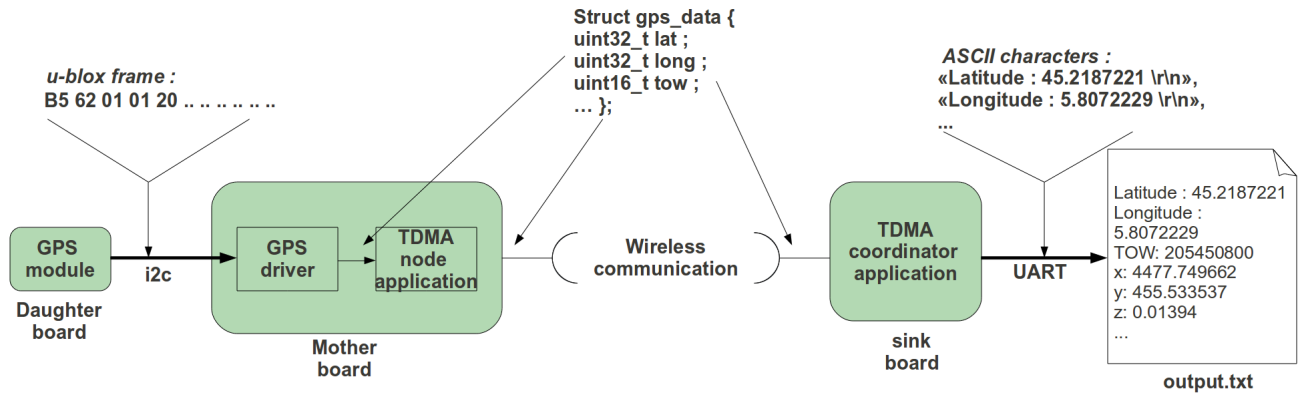 Struct gps_data {
uint32_t lat ;
uint32_t long ;
uint16_t tow ;
… };
u-blox frame :
B5 62 01 01 20 .. .. .. .. .. ..
ASCII characters :
«Latitude : 45.2187221 \r\n»,
«Longitude : 5.8072229 \r\n»,
...
GPS
module
Daughter
board
i2c
GPS
driver
TDMA
node
application
Mother
board
Wireless
communication
TDMA
coordinator
application
sink
board
UART
Latitude : 45.2187221
Longitude :
5.8072229
TOW: 205450800
x: 4477.749662
y: 455.533537
z: 0.01394
...
output.txt